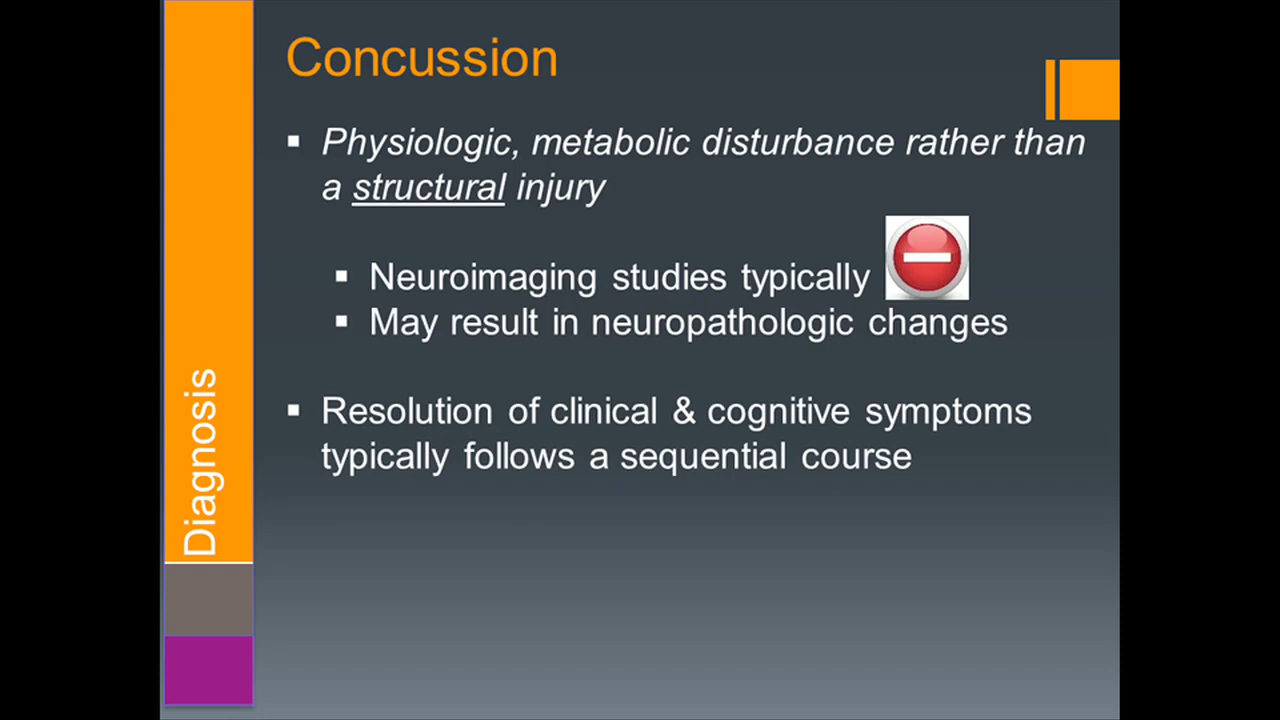 Concussion
▪ Physiologic, metabolic disturbance rather than
a structural injury
▪ Neuroimaging studies typically
▪ May result in neuropathologic changes
▪ Resolution of clinical & cognitive symptoms
typically follows a sequential course
Diagnosis